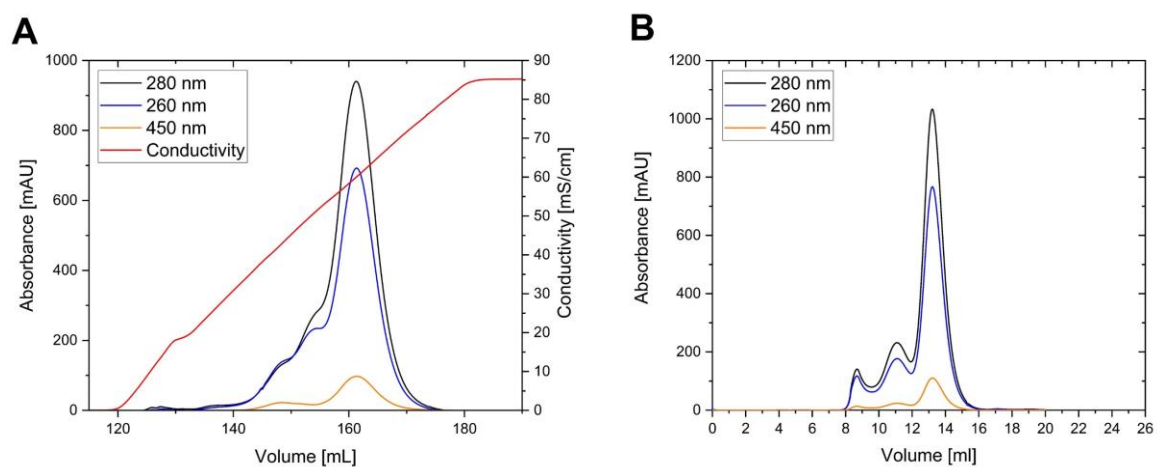 A
280 nm
260 nm
450 nm
Conductivity
Absorbance [mAU]
1000
800
600
400
200
0
120
140
160
180
Volume [mL]
90
80
70
60
50
40
30
20
10
0
Conductivity [mS/cm]
B
280 nm
260 nm
450 nm
Absorbance [mAU]
1200
1000
800
600
400
200
0
0 2 4 6 8 10 12 14 16 18 20 22 24 26
Volume [ml]